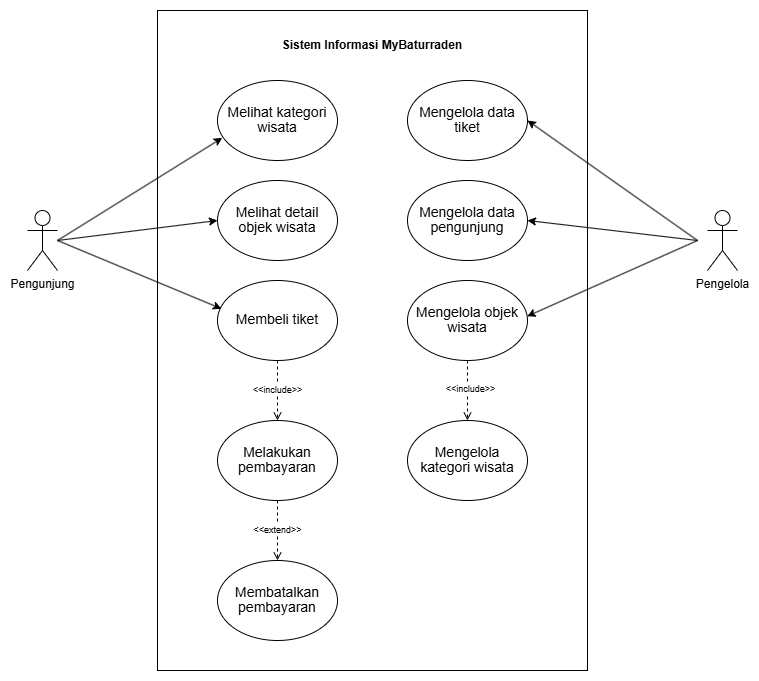 Sistem Informasi MyBaturraden
Melihat kategori
wisata
Mengelola data
tiket
Melihat detail
objek wisata
Mengelola data
pengunjung
Pengunjung
Pengelola
Membeli tiket
Mengelola objek
wisata
<<include>>
<<include>>
Melakukan
pembayaran
Mengelola
kategori wisata
<<extend>>
Membatalkan
pembayaran